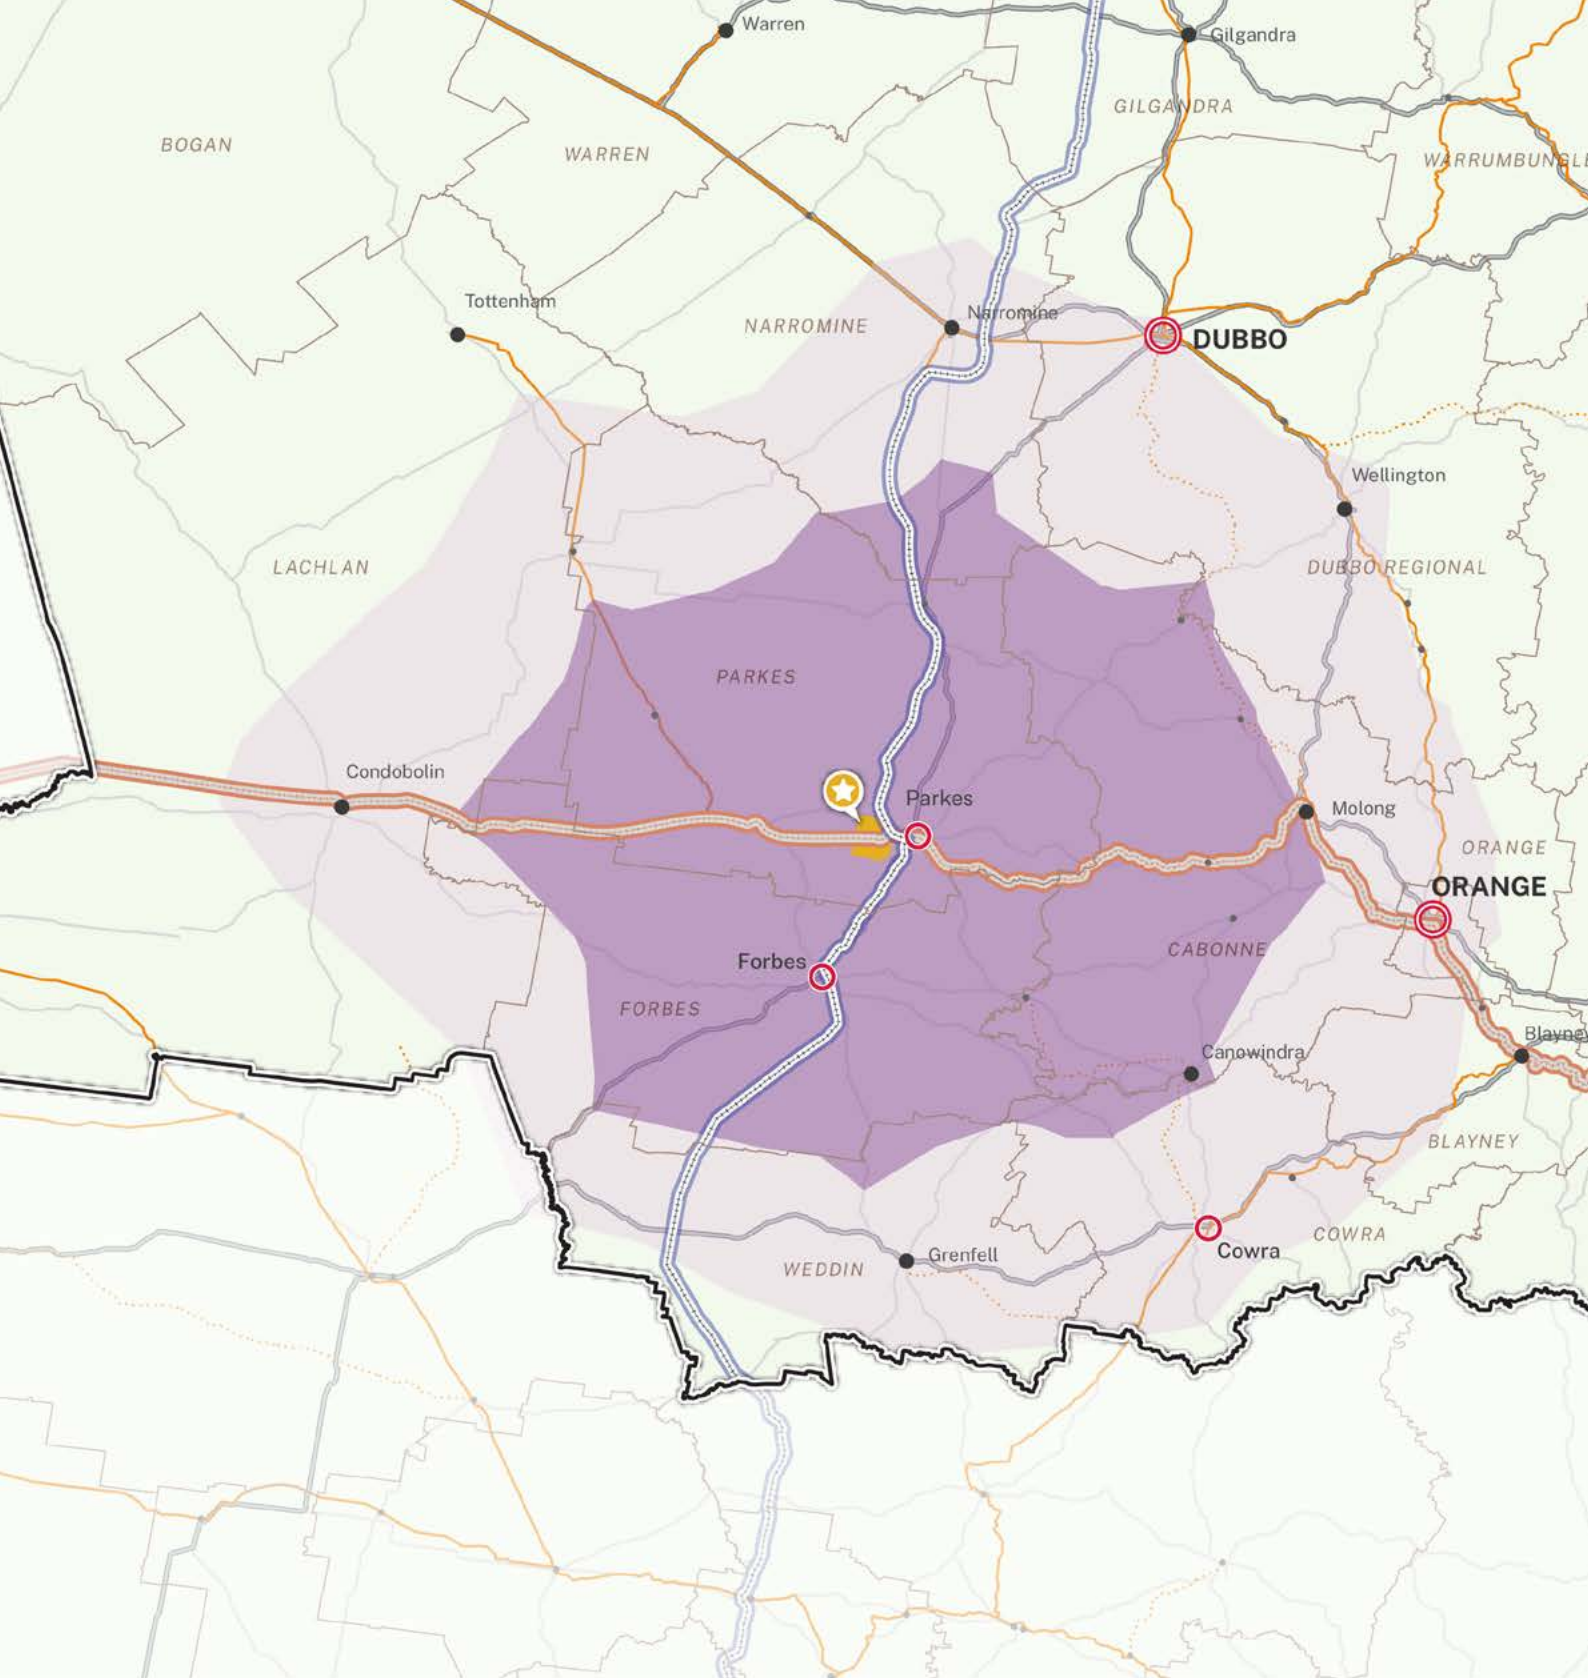 Warren
Gilgandra
GILGANDRA
BOGAN
WARREN
WARRUMBUNGLE
Tottenham
Narromine
NARROMINE
DUBBO
Wellington
LACHLAN
DUBBO REGIONAL
PARKES
Condobolin
Parkes
Molong
ORANGE
ORANGE
CABONNE
Forbes
FORBES
Blayne
Canowindra
BLAYNEY
COWRA
Cowra
Grenfell
WEDDIN